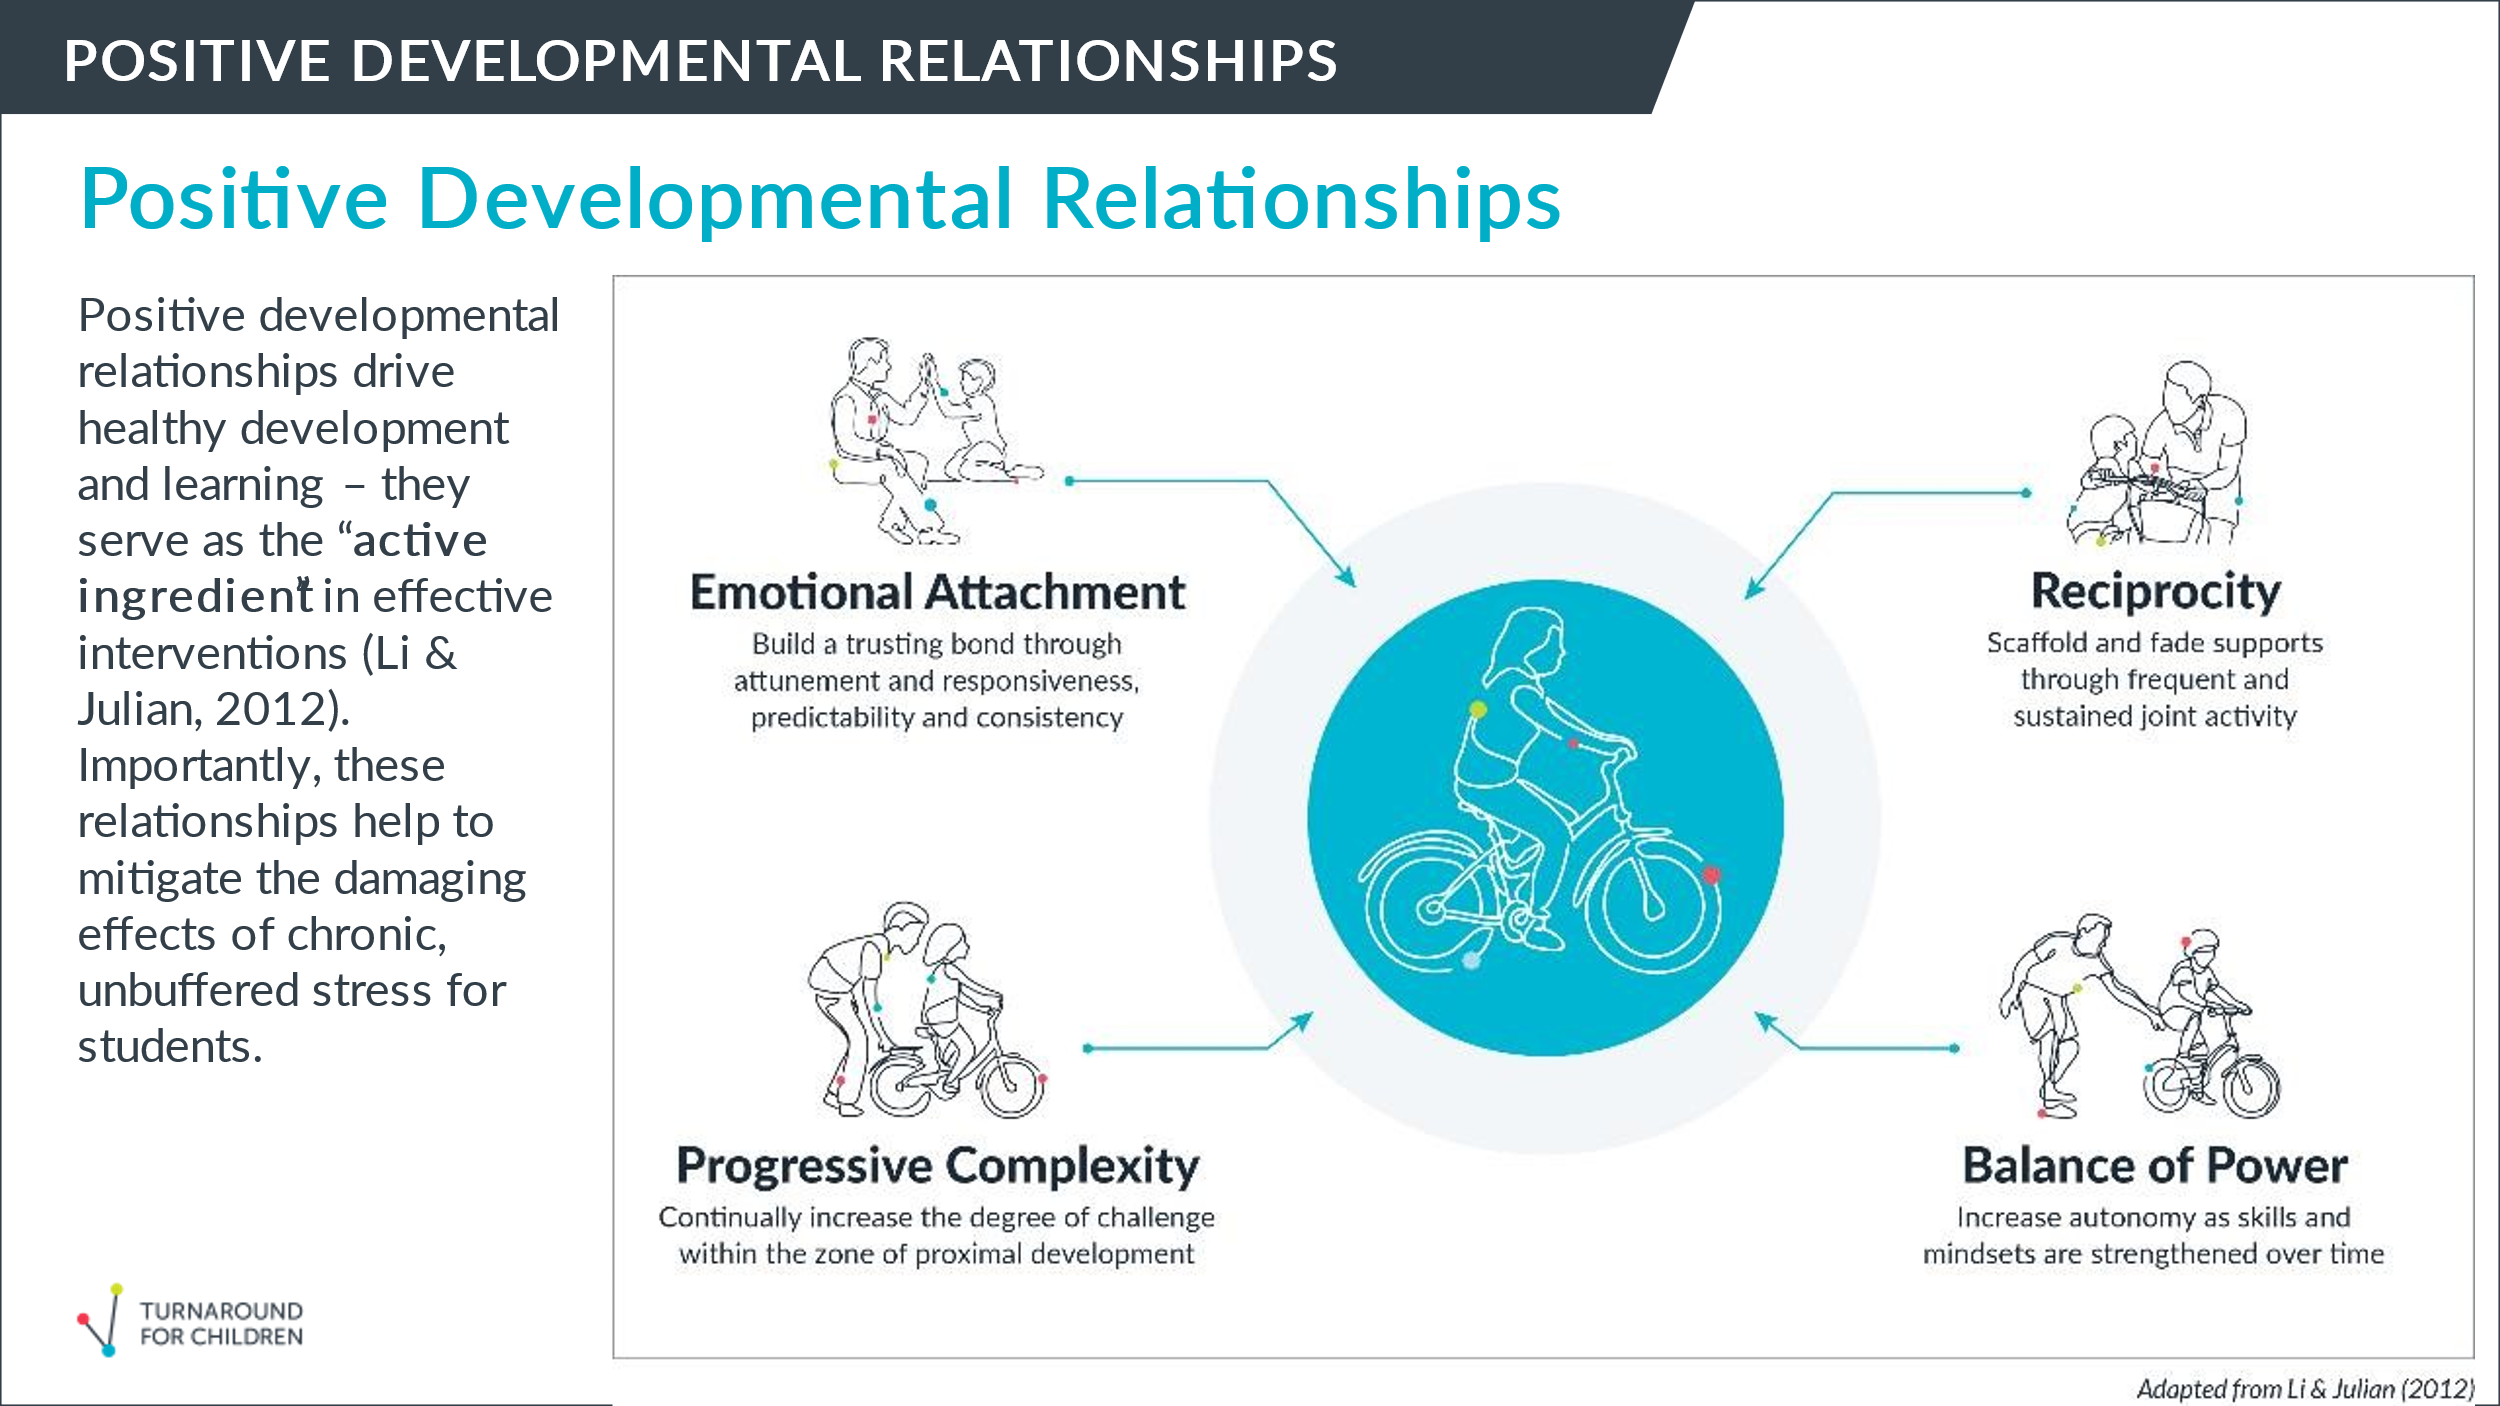 POSITIVE DEVELOPMENTAL RELATIONSHIPS
Positive Developmental Relationships
Positive developmental
relationships drive
healthy development
and learning – they
serve as the “active
ingredient” in effective
interventions (Li &
Julian, 2012).
Importantly, these
relationships help to
mitigate the damaging
effects of chronic,
unbuffered stress for
students.
Emotional Attachment
Build a trusting bond through
attunement and responsiveness,
predictability and consistency
Reciprocity
Scaffold and fade supports
through frequent and
sustained joint activity
Progressive Complexity
Continually increase the degree of challenge
within the zone of proximal development
Balance of Power
Increase autonomy as skills and
mindsets are strengthened over time
TURNAROUND
FOR CHILDREN
Adapted from Li & Julian (2012)